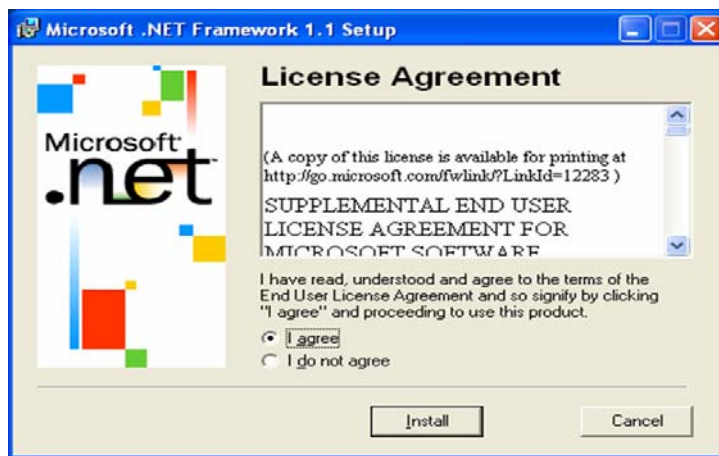 Microsoft .NET Framework 1.1 Setup
License Agreement
Microsoft
.net
(A copy of this license is available for printing at
http://go.microsoft.com/fwlink/?LinkId=12283 )
SUPPLEMENTAL END USER
LICENSE AGREEMENT FOR
MICROSOFT SOFTWARE
I have read, understood and agree to the terms of the
End User License Agreement and so signify by clicking
"I agree" and proceeding to use this product.
I agree
I do not agree
Install
Cancel